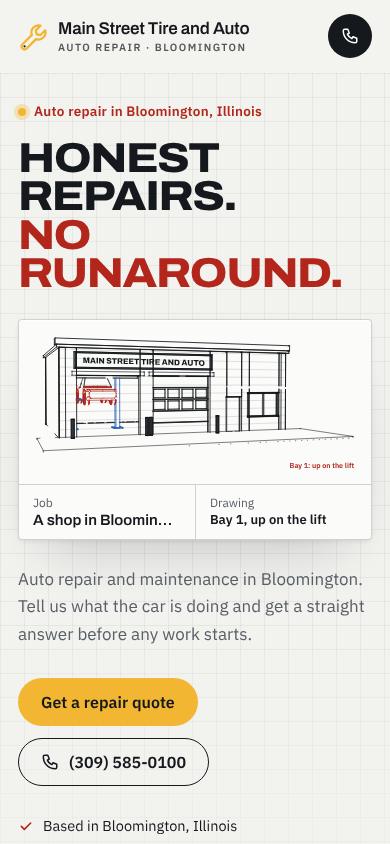 Main Street Tire and Auto
AUTO REPAIR · BLOOMINGTON
Auto repair in Bloomington, Illinois
HONEST
REPAIRS.
NO
RUNAROUND.
MAIN STREET TIRE AND AUTO
Bay 1: up on the lift
Job
A shop in Bloomin…
Drawing
Bay 1, up on the lift
Auto repair and maintenance in Bloomington.
Tell us what the car is doing and get a straight
answer before any work starts.
Get a repair quote
(309) 585-0100
Based in Bloomington, Illinois